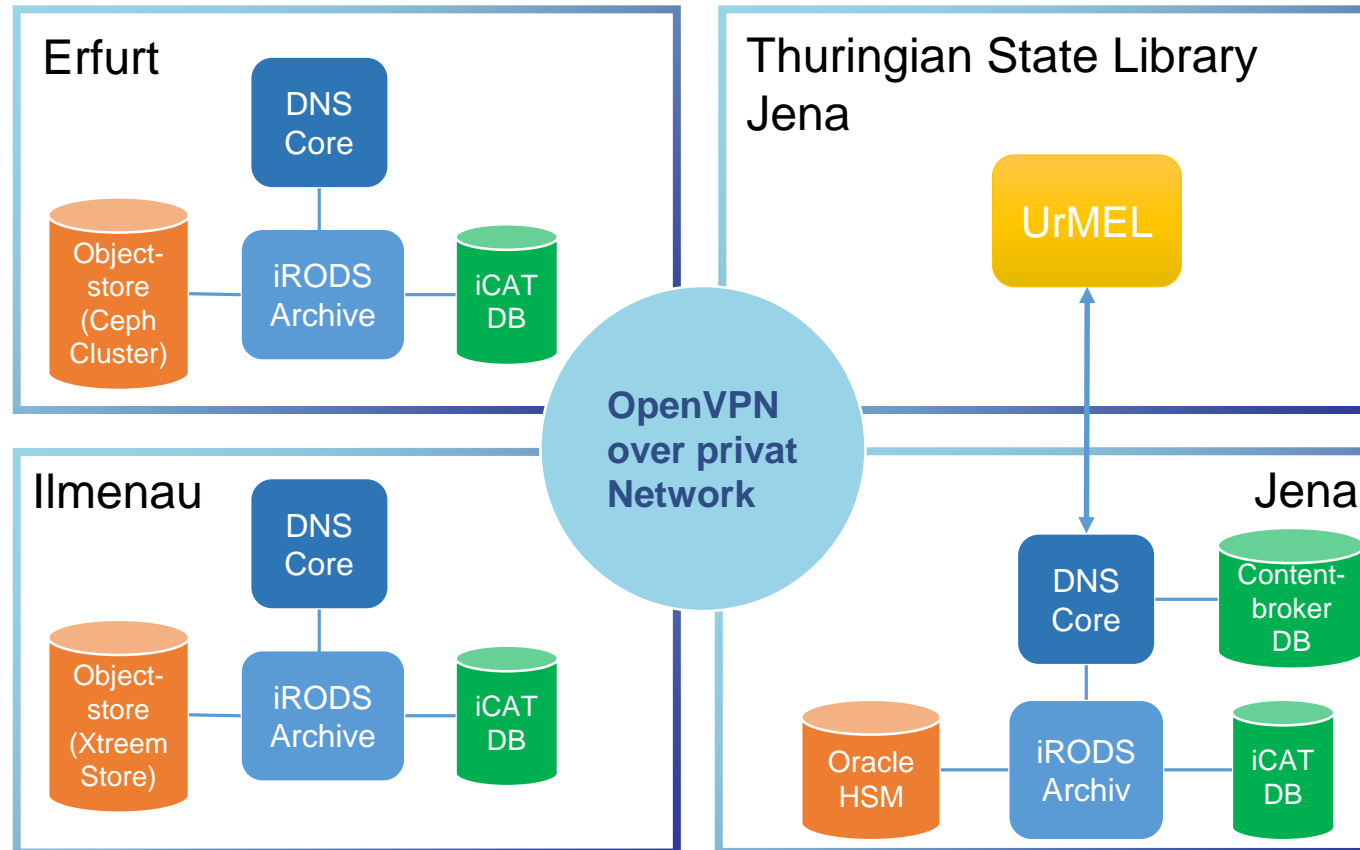 Erfurt
DNS
Core
Object-
store
(Ceph
Cluster)
iRODS
Archive
iCAT
DB
Thuringian State Library
Jena
UrMEL
OpenVPN
over privat
Network
Ilmenau
DNS
Core
Object-
store
(Xtreem
Store)
iRODS
Archive
iCAT
DB
Jena
DNS
Core
Content-
broker
DB
Oracle
HSM
iRODS
Archiv
iCAT
DB